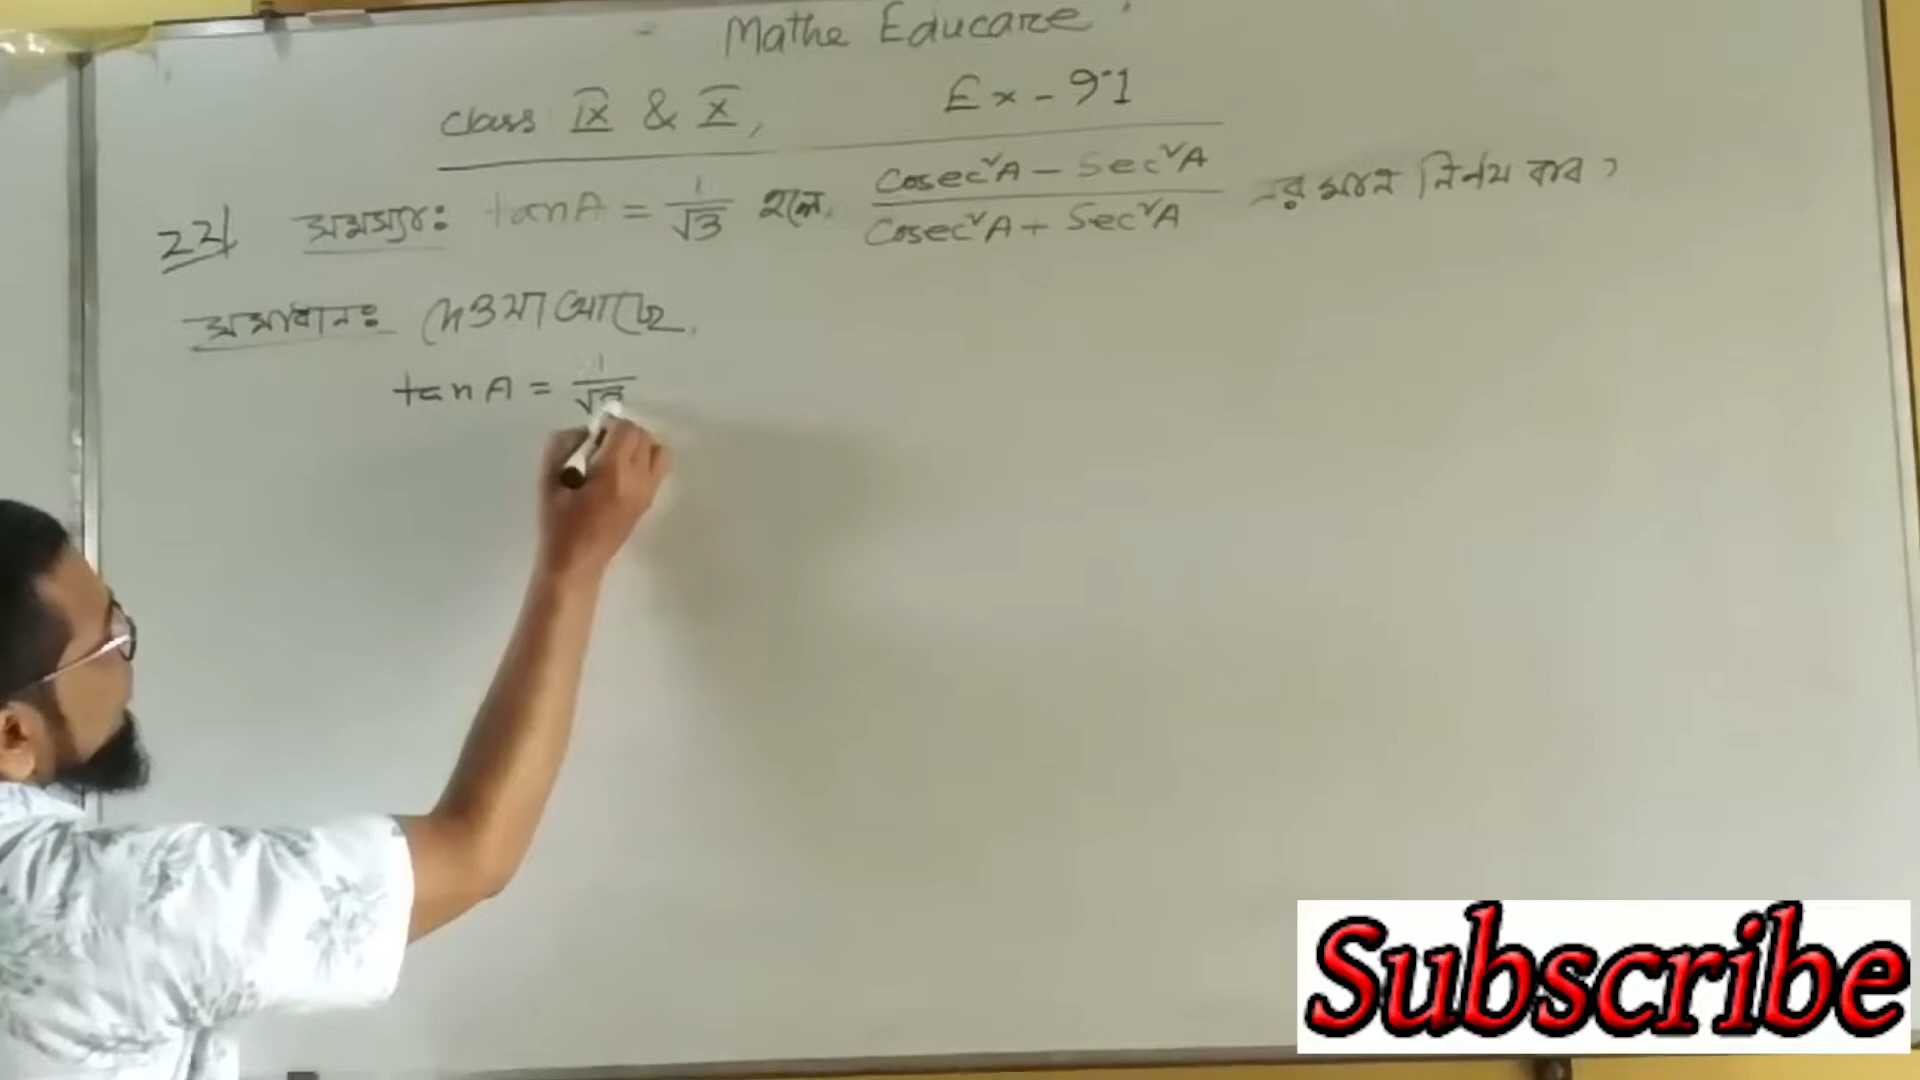 Mathe Educare
class IX & X, Ex-9.1
22| সমস্যা: tanA = 1/√3 হলে, (Cosec²A - Sec²A)/(Cosec²A + Sec²A) এর মান নির্ণয় কর ?
সমাধান: দেওয়া আছে,
tanA = 1/√3
Subscribe